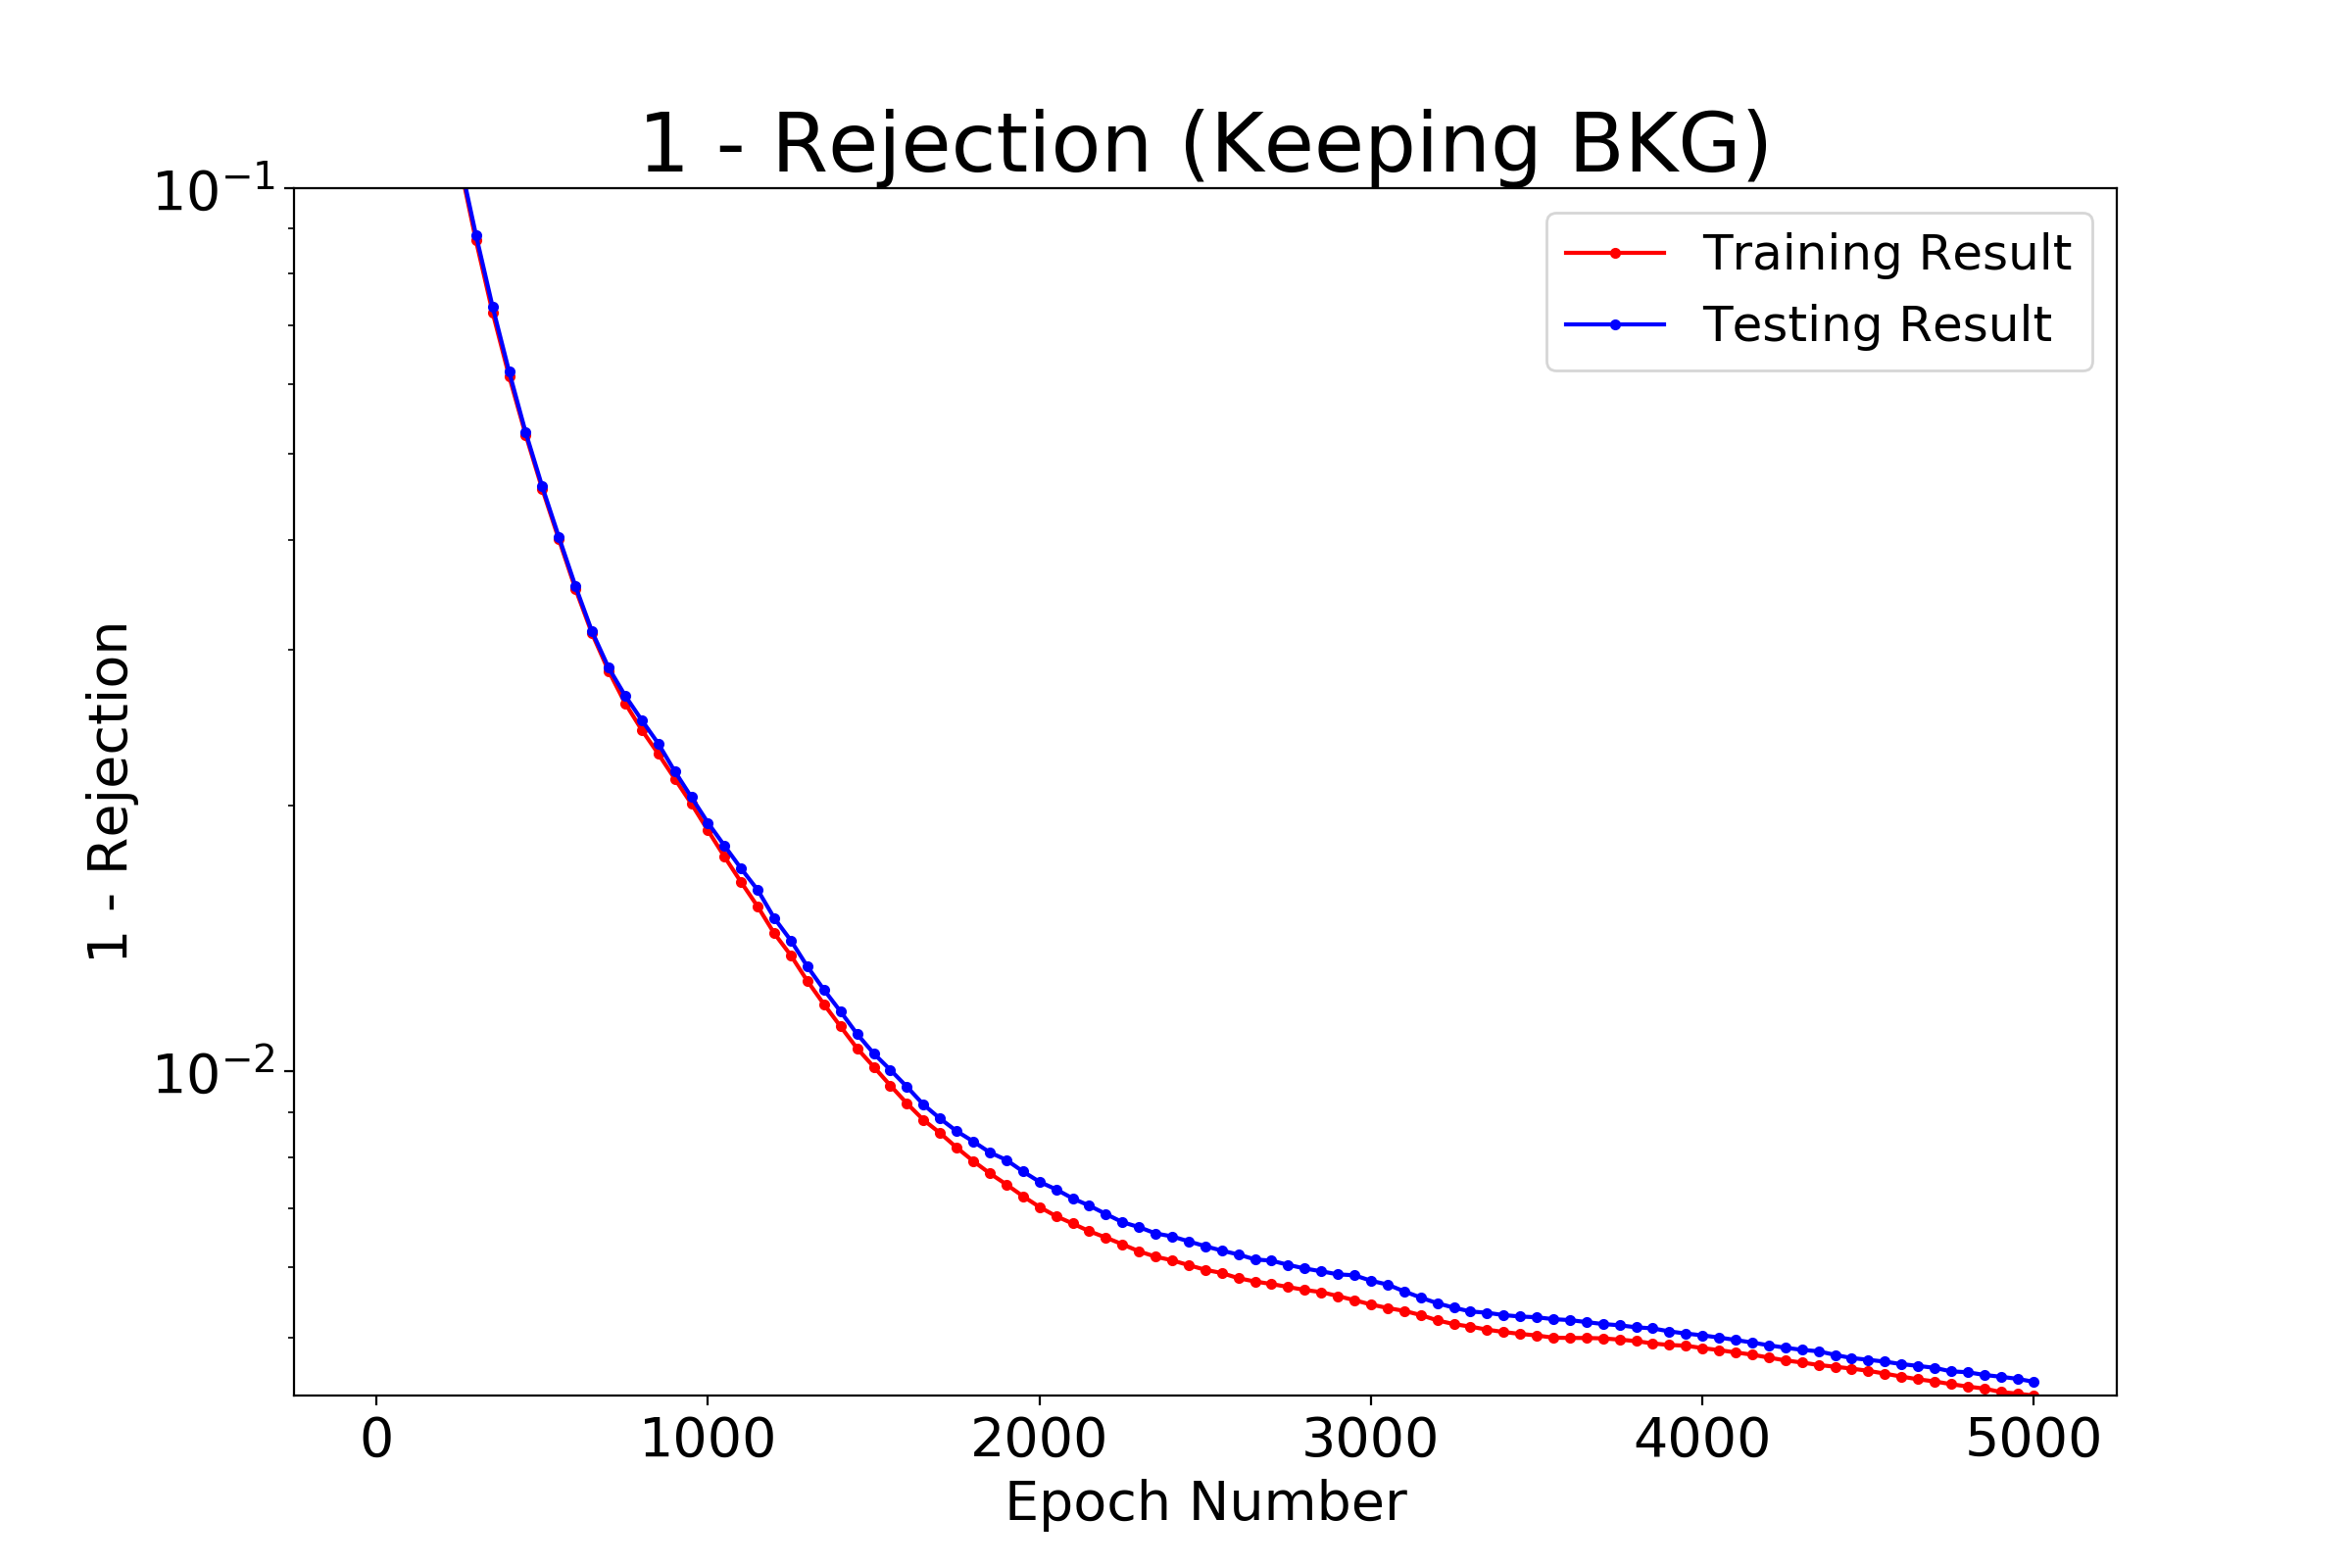 1 - Rejection (Keeping BKG)
10⁻¹
Training Result
Testing Result
1 - Rejection
10⁻²
0 1000 2000 3000 4000 5000
Epoch Number